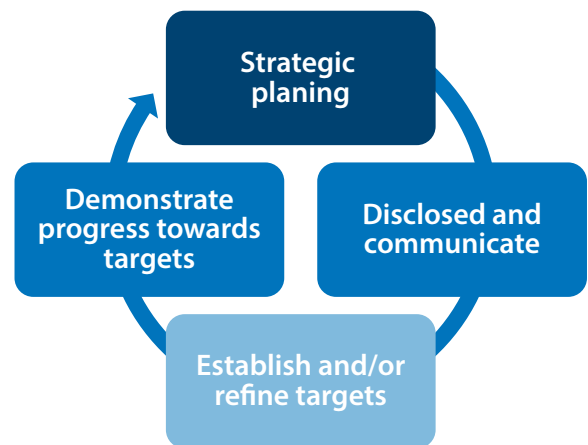 Strategic
planing
Demonstrate
progress towards
targets
Disclosed and
communicate
Establish and/or
refine targets